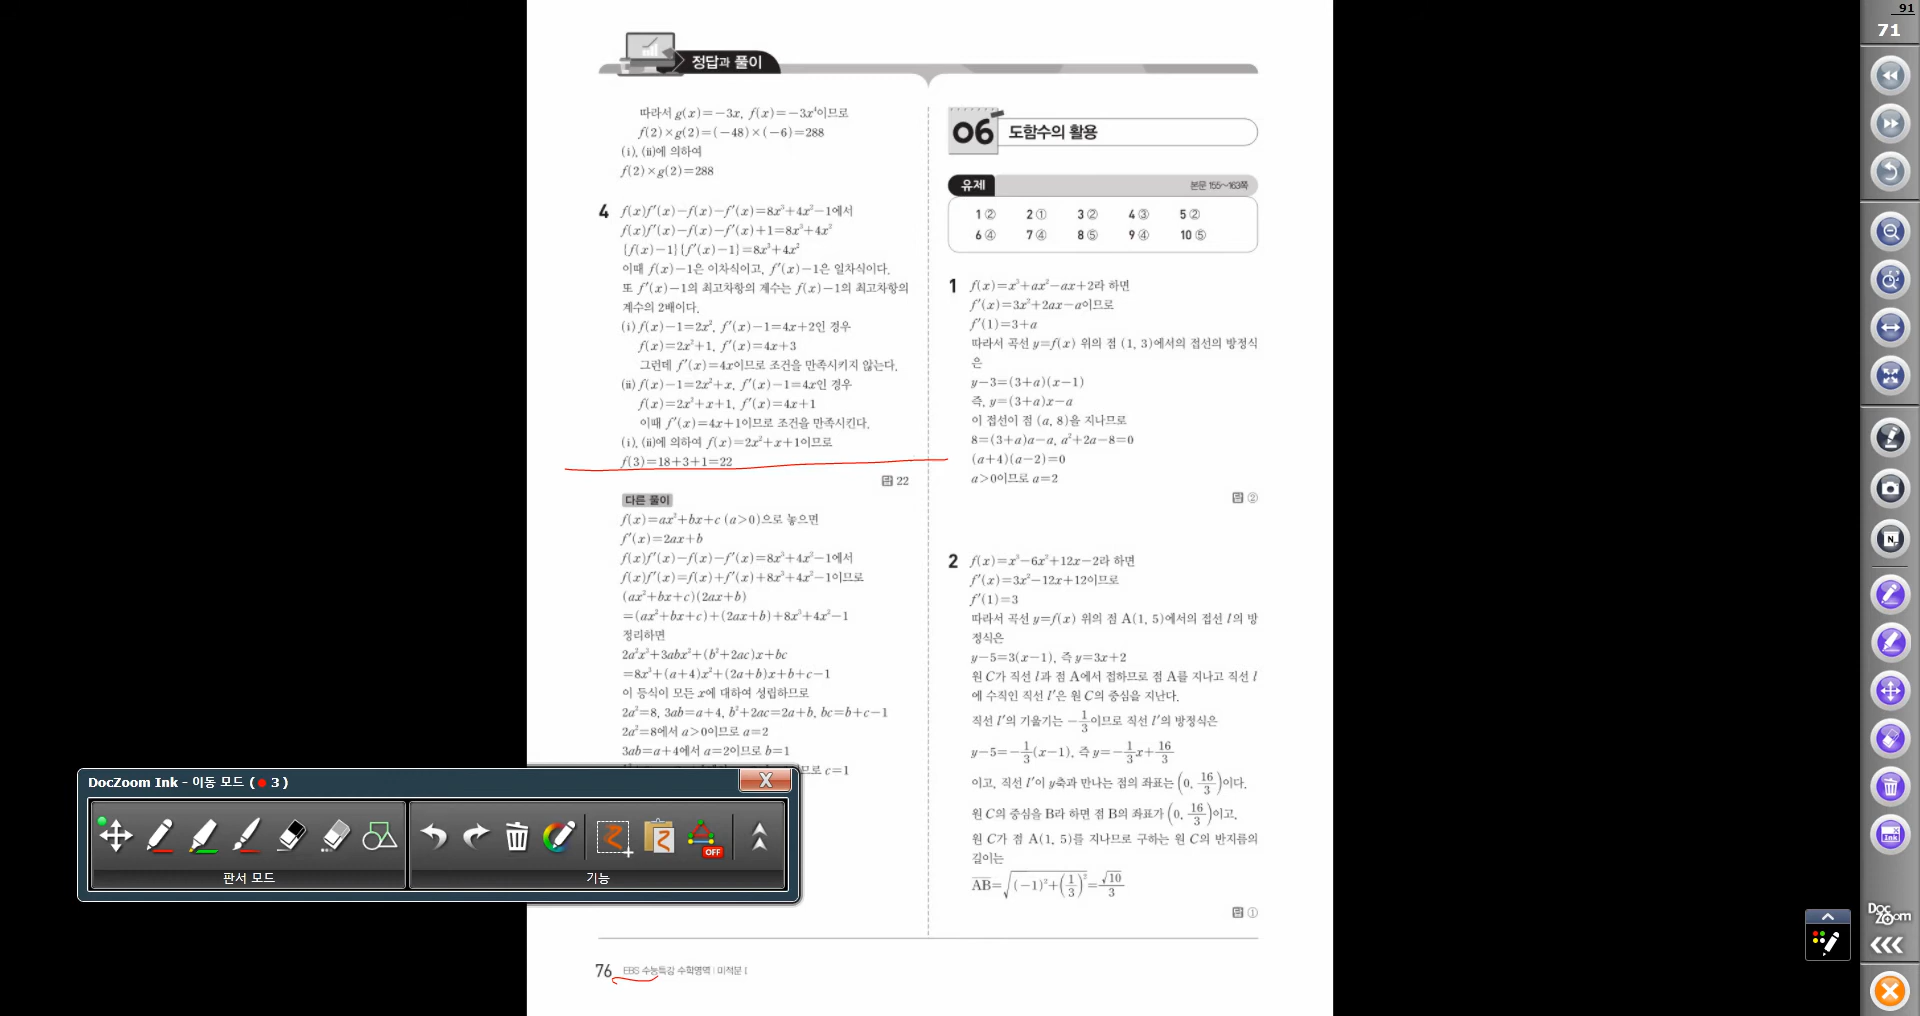 91
71
정답과 풀이
따라서 g(x)=-3x, f(x)=-3x⁴이므로
f(2)×g(2)=(-48)×(-6)=288
(ⅰ), (ⅱ)에 의하여
f(2)×g(2)=288
4 f(x)f′(x)-f(x)-f′(x)=8x³+4x²-1에서
f(x)f′(x)-f(x)-f′(x)+1=8x³+4x²
{f(x)-1}{f′(x)-1}=8x³+4x²
이때 f(x)-1은 이차식이고, f′(x)-1은 일차식이다.
또 f′(x)-1의 최고차항의 계수는 f(x)-1의 최고차항의
계수의 2배이다.
(ⅰ) f(x)-1=2x², f′(x)-1=4x+2인 경우
f(x)=2x²+1, f′(x)=4x+3
그런데 f′(x)=4x이므로 조건을 만족시키지 않는다.
(ⅱ) f(x)-1=2x²+x, f′(x)-1=4x인 경우
f(x)=2x²+x+1, f′(x)=4x+1
이때 f′(x)=4x+1이므로 조건을 만족시킨다.
(ⅰ), (ⅱ)에 의하여 f(x)=2x²+x+1이므로
f(3)=18+3+1=22
답 22
다른 풀이
f(x)=ax²+bx+c (a>0)으로 놓으면
f′(x)=2ax+b
f(x)f′(x)-f(x)-f′(x)=8x³+4x²-1에서
f(x)f′(x)=f(x)+f′(x)+8x³+4x²-1이므로
(ax²+bx+c)(2ax+b)
=(ax²+bx+c)+(2ax+b)+8x³+4x²-1
정리하면
2a²x³+3abx²+(b²+2ac)x+bc
=8x³+(a+4)x²+(2a+b)x+b+c-1
이 등식이 모든 x에 대하여 성립하므로
2a²=8, 3ab=a+4, b²+2ac=2a+b, bc=b+c-1
2a²=8에서 a>0이므로 a=2
3ab=a+4에서 a=2이므로 b=1
므로 c=1
06 도함수의 활용
유제 본문 155~163쪽
1 ② 2 ① 3 ② 4 ③ 5 ②
6 ④ 7 ④ 8 ⑤ 9 ④ 10 ⑤
1 f(x)=x³+ax²-ax+2라 하면
f′(x)=3x²+2ax-a이므로
f′(1)=3+a
따라서 곡선 y=f(x) 위의 점 (1, 3)에서의 접선의 방정식
은
y-3=(3+a)(x-1)
즉, y=(3+a)x-a
이 접선이 점 (a, 8)을 지나므로
8=(3+a)a-a, a²+2a-8=0
(a+4)(a-2)=0
a>0이므로 a=2
답 ②
2 f(x)=x³-6x²+12x-2라 하면
f′(x)=3x²-12x+12이므로
f′(1)=3
따라서 곡선 y=f(x) 위의 점 A(1, 5)에서의 접선 l의 방
정식은
y-5=3(x-1), 즉 y=3x+2
원 C가 직선 l과 점 A에서 접하므로 점 A를 지나고 직선 l
에 수직인 직선 l′은 원 C의 중심을 지난다.
직선 l′의 기울기는 -1/3이므로 직선 l′의 방정식은
y-5=-1/3(x-1), 즉 y=-1/3x+16/3
이고, 직선 l′이 y축과 만나는 점의 좌표는 (0, 16/3)이다.
원 C의 중심을 B라 하면 점 B의 좌표가 (0, 16/3)이고,
원 C가 점 A(1, 5)를 지나므로 구하는 원 C의 반지름의
길이는
AB=√((-1)²+(1/3)²)=√10/3
답 ①
76 EBS 수능특강 수학영역 | 미적분 Ⅰ
DocZoom Ink - 이동 모드 ( 3 )
X
OFF
판서 모드
기능
N
Ink
Doc
Zoom